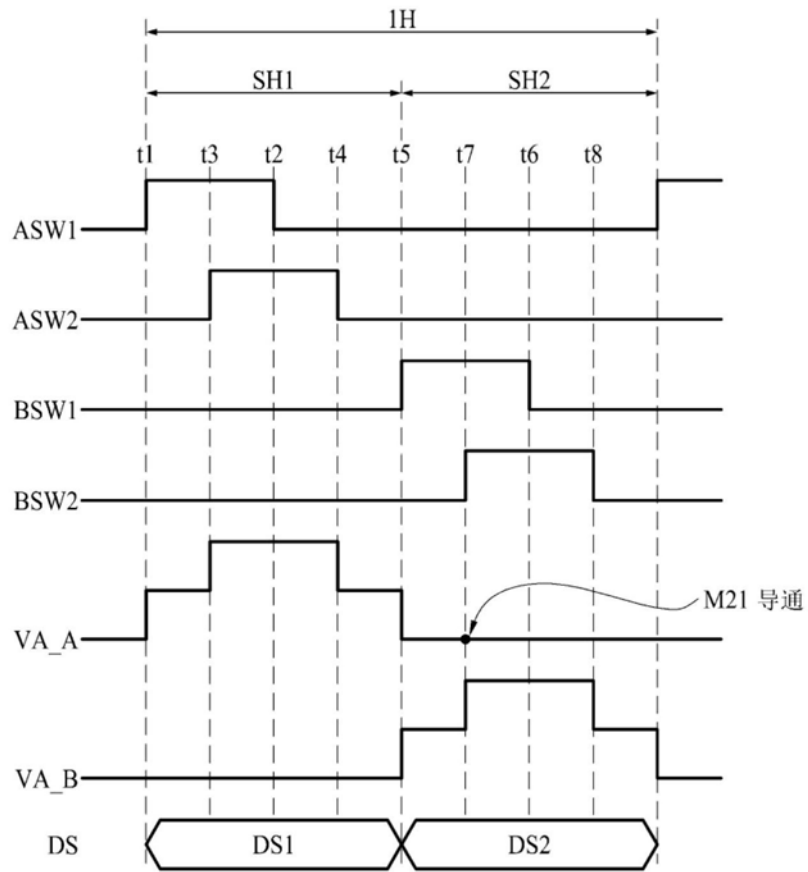 1H
SH1 SH2
t1 t3 t2 t4 t5 t7 t6 t8
ASW1
ASW2
BSW1
BSW2
M21 导通
VA_A
VA_B
DS DS1 DS2